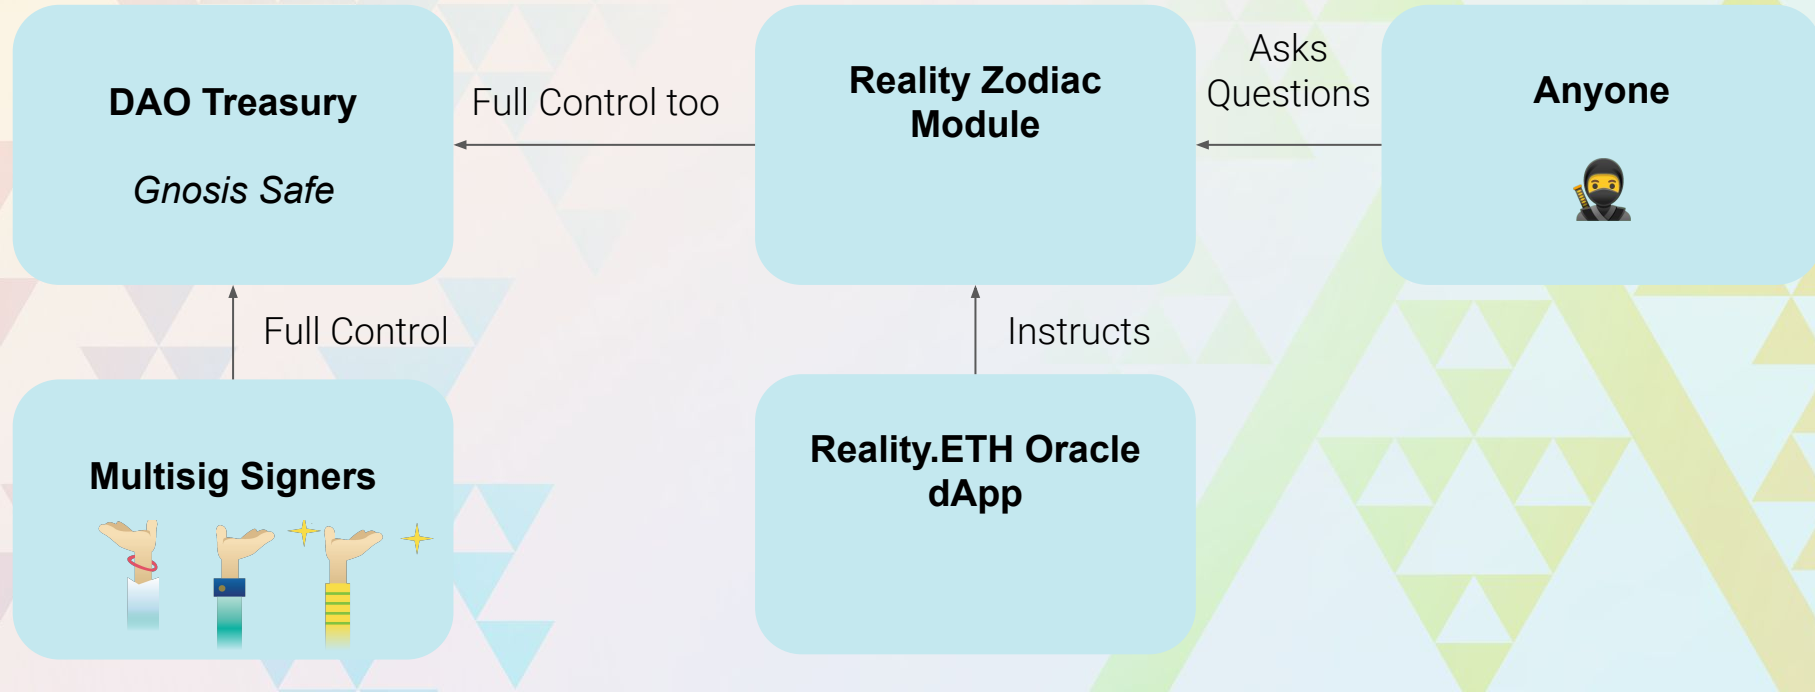 DAO Treasury
Gnosis Safe
Full Control too
Reality Zodiac
Module
Asks
Questions
Anyone
Full Control
Instructs
Multisig Signers
Reality.ETH Oracle
dApp